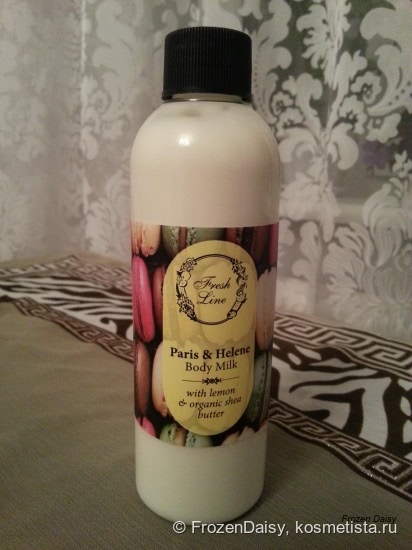 Fresh
Line
Paris & Helene
Body Milk
with lemon
& organic shea
butter
Frozen Daisy
© FrozenDaisy, kosmetista.ru